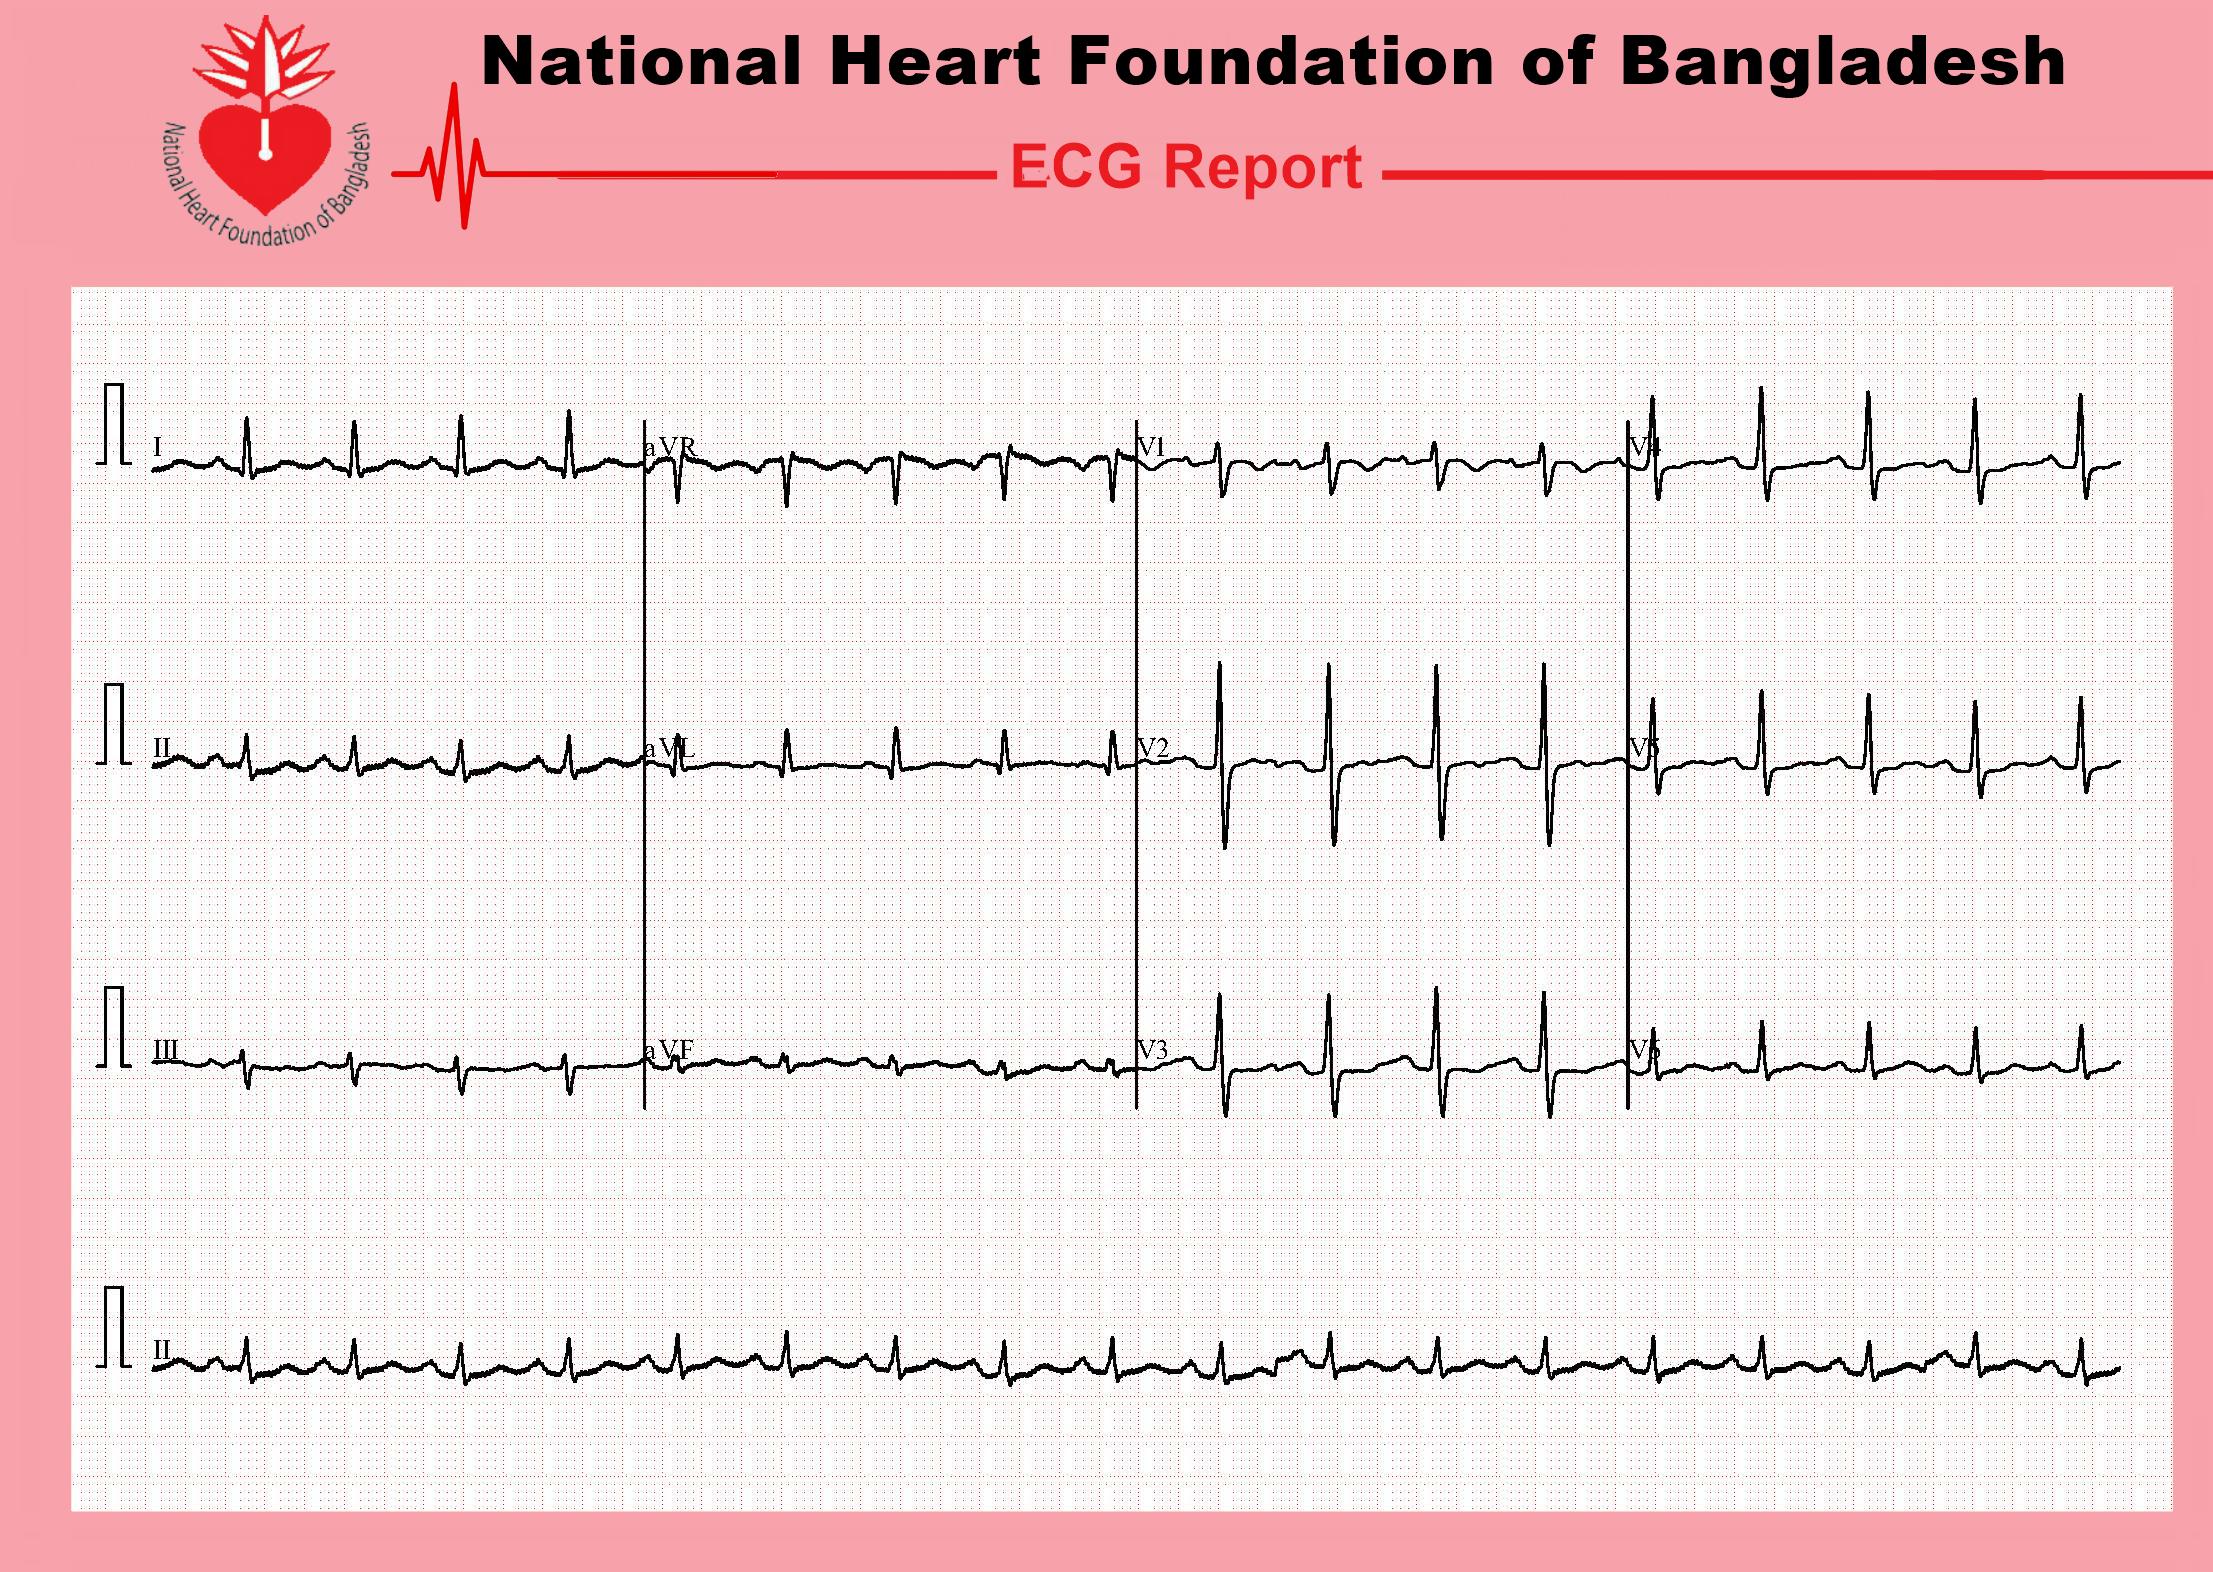 National Heart Foundation of Bangladesh
National Heart Foundation of Bangladesh
ECG Report
I aVR V1 V4
II aVL V2 V5
III aVF V3 V6
II